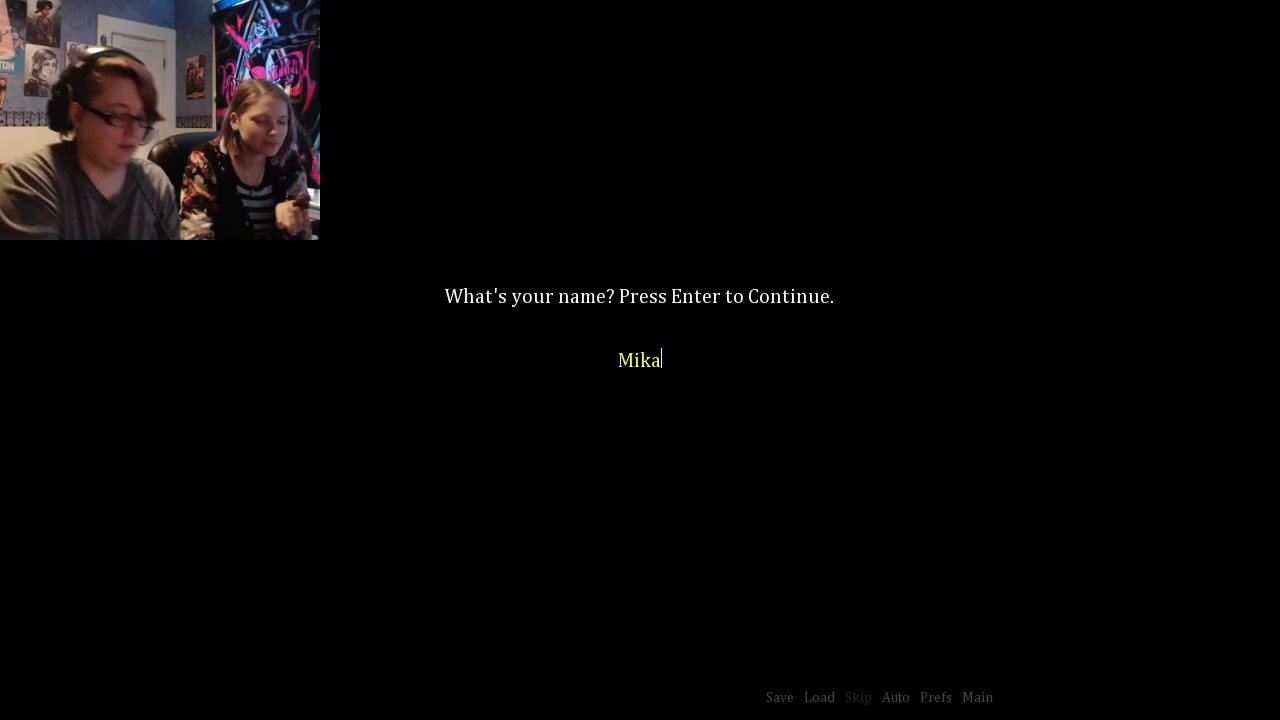 What's your name? Press Enter to Continue.
Mika
Save Load Skip Auto Prefs Main